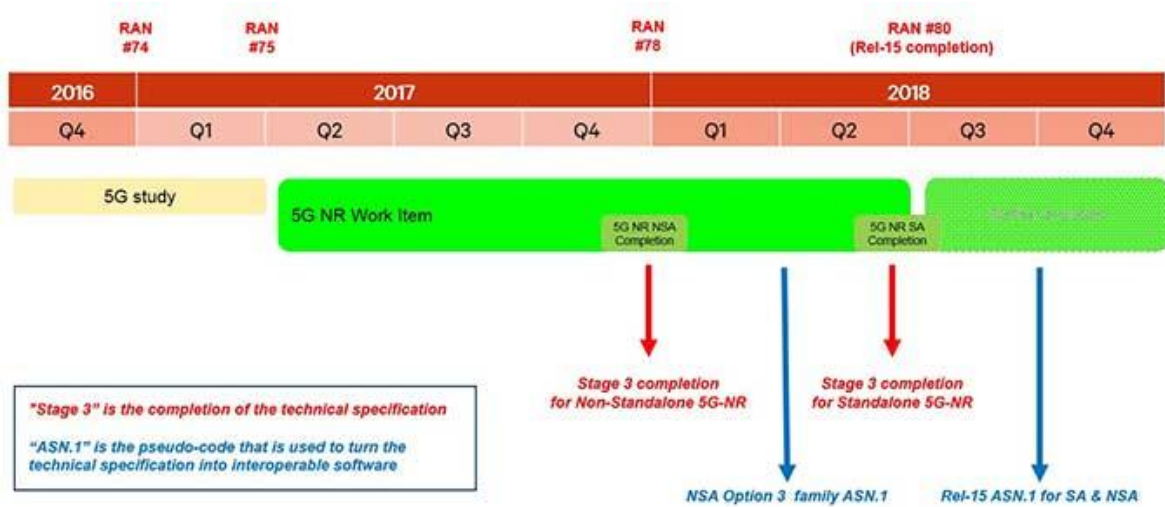 RAN
#74
RAN
#75
RAN
#78
RAN #80
(Rel-15 completion)
2016
2017
2018
Q4
Q1
Q2
Q3
Q4
Q1
Q2
Q3
Q4
5G study
5G NR Work Item
5G NR NSA
Completion
5G NR SA
Completion
Stage 3 completion
for Non-Standalone 5G-NR
Stage 3 completion
for Standalone 5G-NR
"Stage 3" is the completion of the technical specification
"ASN.1" is the pseudo-code that is used to turn the
technical specification into interoperable software
NSA Option 3 family ASN.1
Rel-15 ASN.1 for SA & NSA